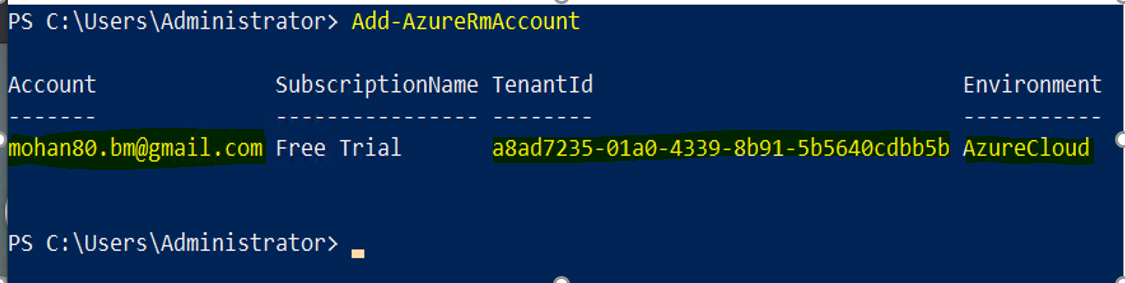 PS C:\Users\Administrator> Add-AzureRmAccount
Account SubscriptionName TenantId Environment
------- ---------------- -------- -----------
mohan80.bm@gmail.com Free Trial a8ad7235-01a0-4339-8b91-5b5640cdbb5b AzureCloud
PS C:\Users\Administrator>